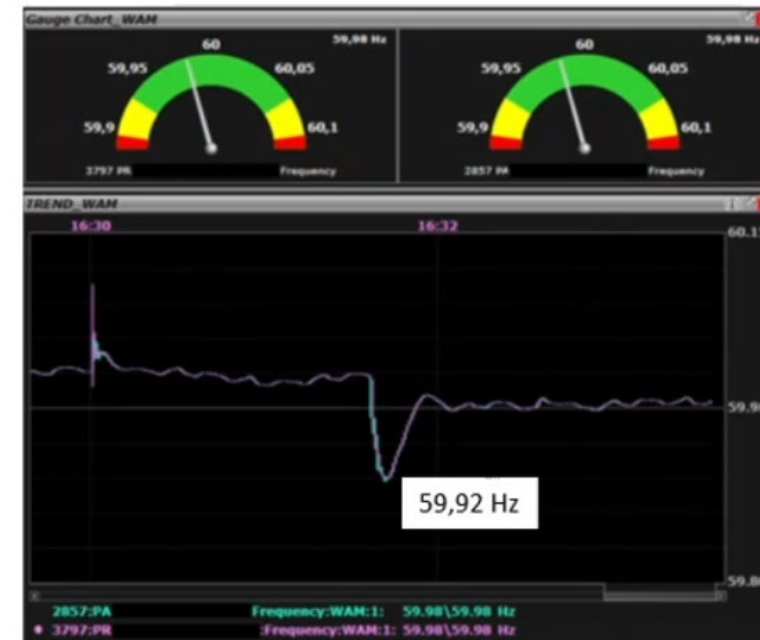 Gauge Chart_WAM
59,98 Hz
60
59,95
60,05
59,9
60,1
3797 PR
Frequency
59,98 Hz
60
59,95
60,05
59,9
60,1
2857 PA
Frequency
TREND_WAM
16:30
16:32
59,92 Hz
2857:PA Frequency:WAM:1: 59.98\59.98 Hz
3797:PR :Frequency:WAM:1: 59.98\59.98 Hz